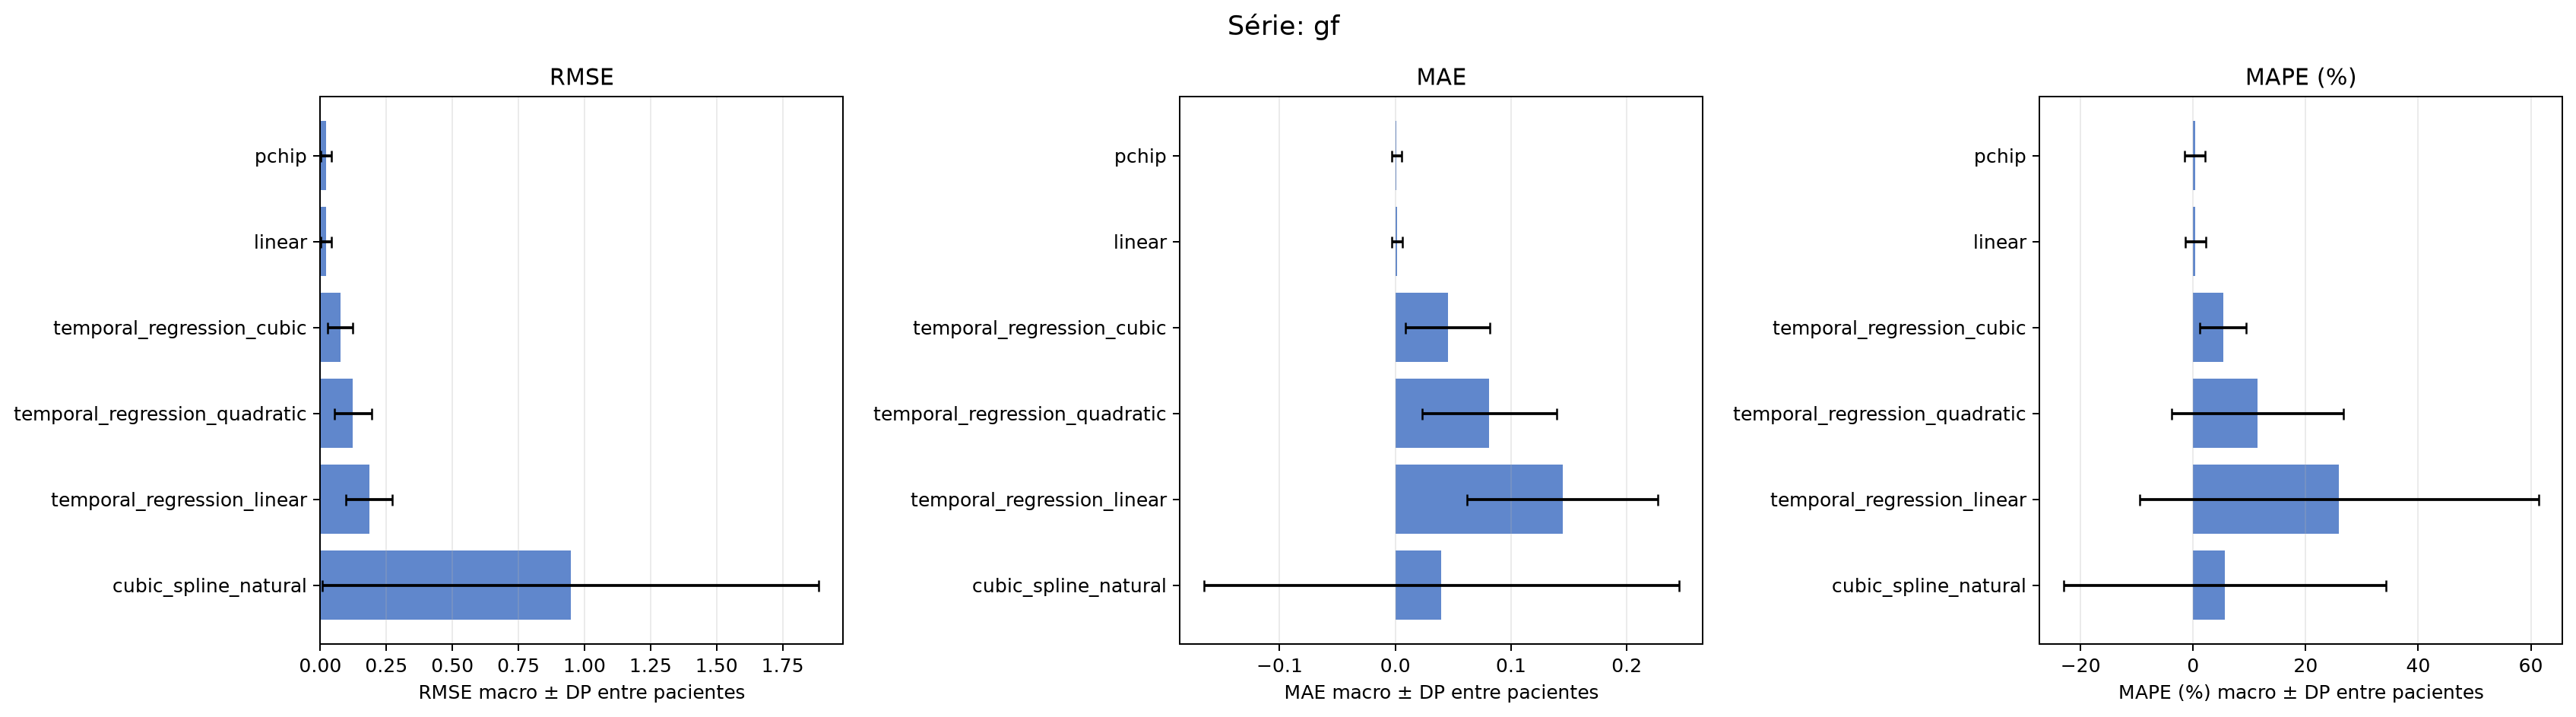 Série: gf
RMSE
pchip
linear
temporal_regression_cubic
temporal_regression_quadratic
temporal_regression_linear
cubic_spline_natural
0.00 0.25 0.50 0.75 1.00 1.25 1.50 1.75
RMSE macro ± DP entre pacientes
MAE
pchip
linear
temporal_regression_cubic
temporal_regression_quadratic
temporal_regression_linear
cubic_spline_natural
−0.1 0.0 0.1 0.2
MAE macro ± DP entre pacientes
MAPE (%)
pchip
linear
temporal_regression_cubic
temporal_regression_quadratic
temporal_regression_linear
cubic_spline_natural
−20 0 20 40 60
MAPE (%) macro ± DP entre pacientes